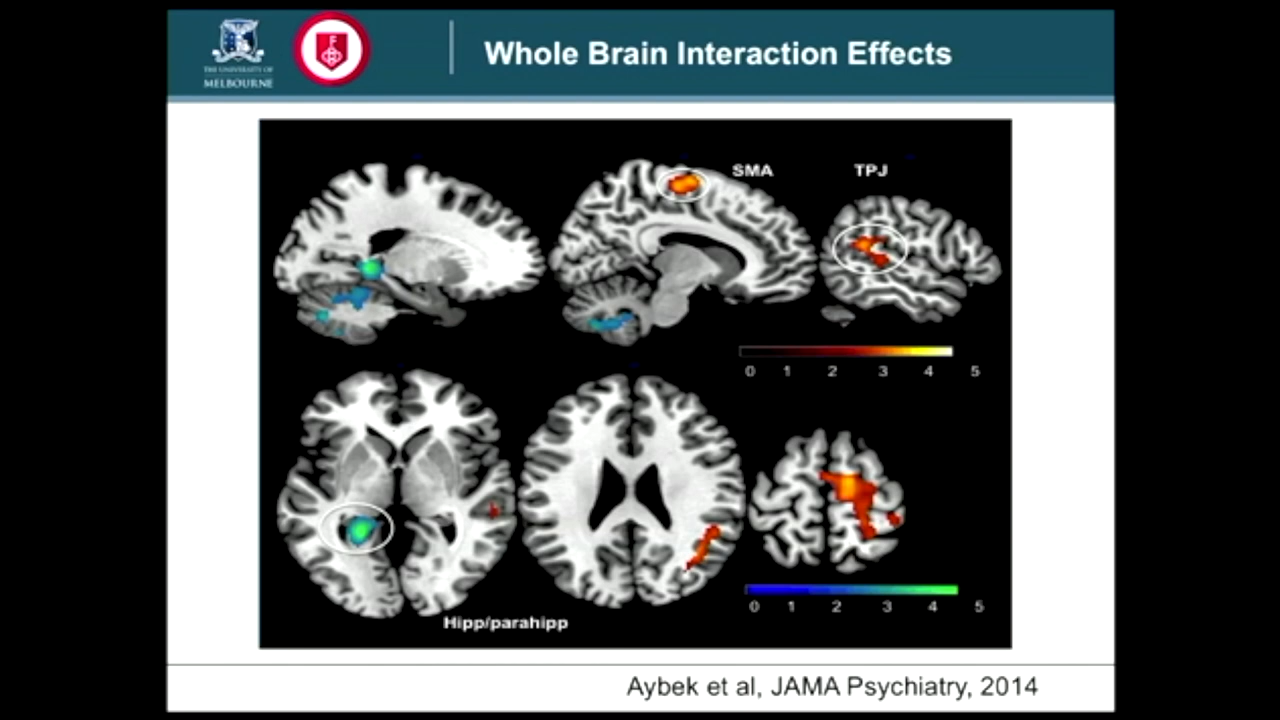 THE UNIVERSITY OF
MELBOURNE
Whole Brain Interaction Effects
SMA
TPJ
0 1 2 3 4 5
0 1 2 3 4 5
Hipp/parahipp
Aybek et al, JAMA Psychiatry, 2014